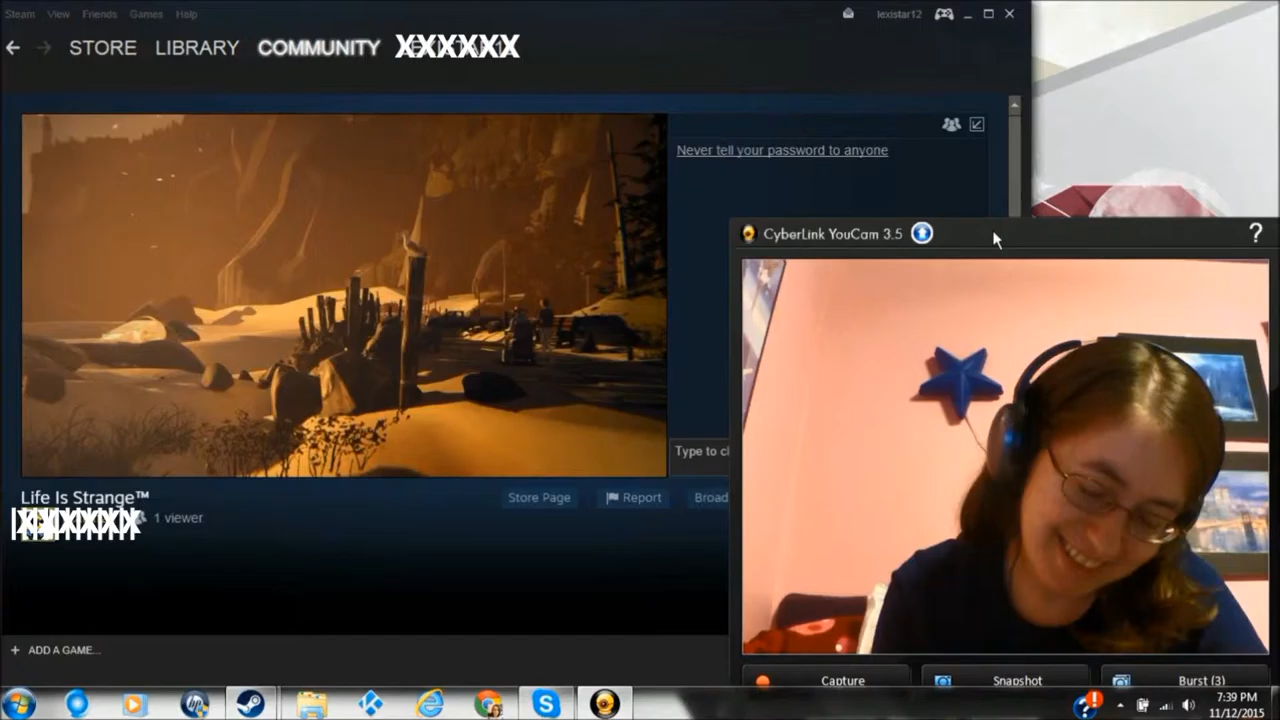 Steam View Friends Games Help
lexistar12
STORE LIBRARY COMMUNITY XXXXXX
Never tell your password to anyone
CyberLink YouCam 3.5
?
Type to c
Life Is Strange™
Store Page Report Broad
1 viewer
+ ADD A GAME...
Capture Snapshot Burst (3)
7:39 PM
11/12/2015